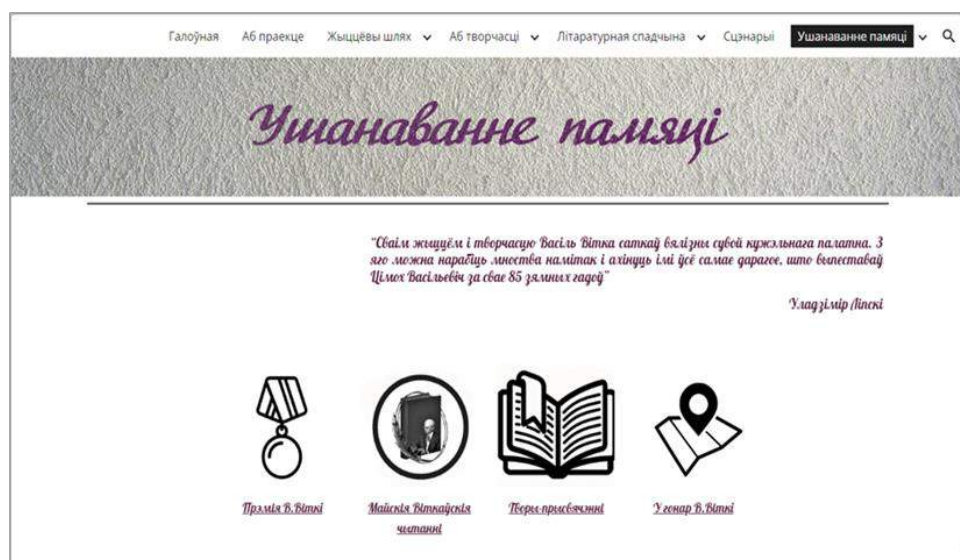 Галоўная Аб праекце Жыццёвы шлях Аб творчасці Літаратурная спадчына Сцэнарыі Ушанаванне памяці
Ушанаванне памяці
"Сваім жыццём і творчасцю Васіль Вітка саткаў вялізны сувой кужэльнага палатна. З
яго можна нарабіць мноства намітак і ахінуць імі ўсё самае дарагое, што выпеставаў
Цімох Васільевіч за свае 85 зямных гадоў"
Уладзімір Ліпскі
Прэмія В.Віткі
Майскія Віткаўскія
чытанні
Творы-прысвячэнні
У гонар В.Віткі